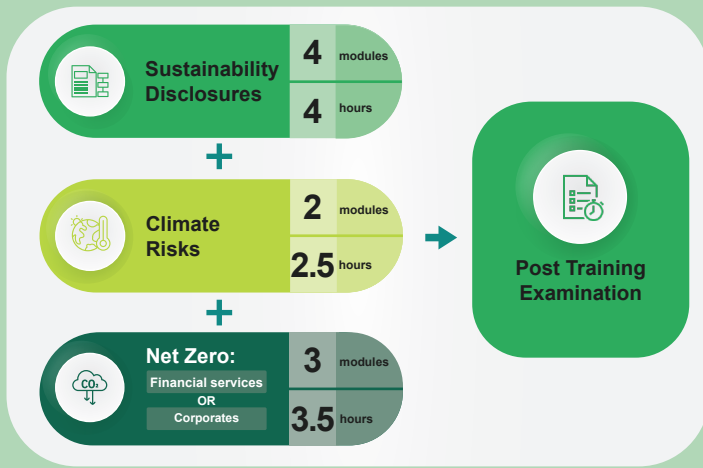 Sustainability
Disclosures
4 modules
4 hours
+
Climate
Risks
2 modules
2.5 hours
+
Net Zero:
Financial services
OR
Corporates
CO₂
3 modules
3.5 hours
Post Training
Examination